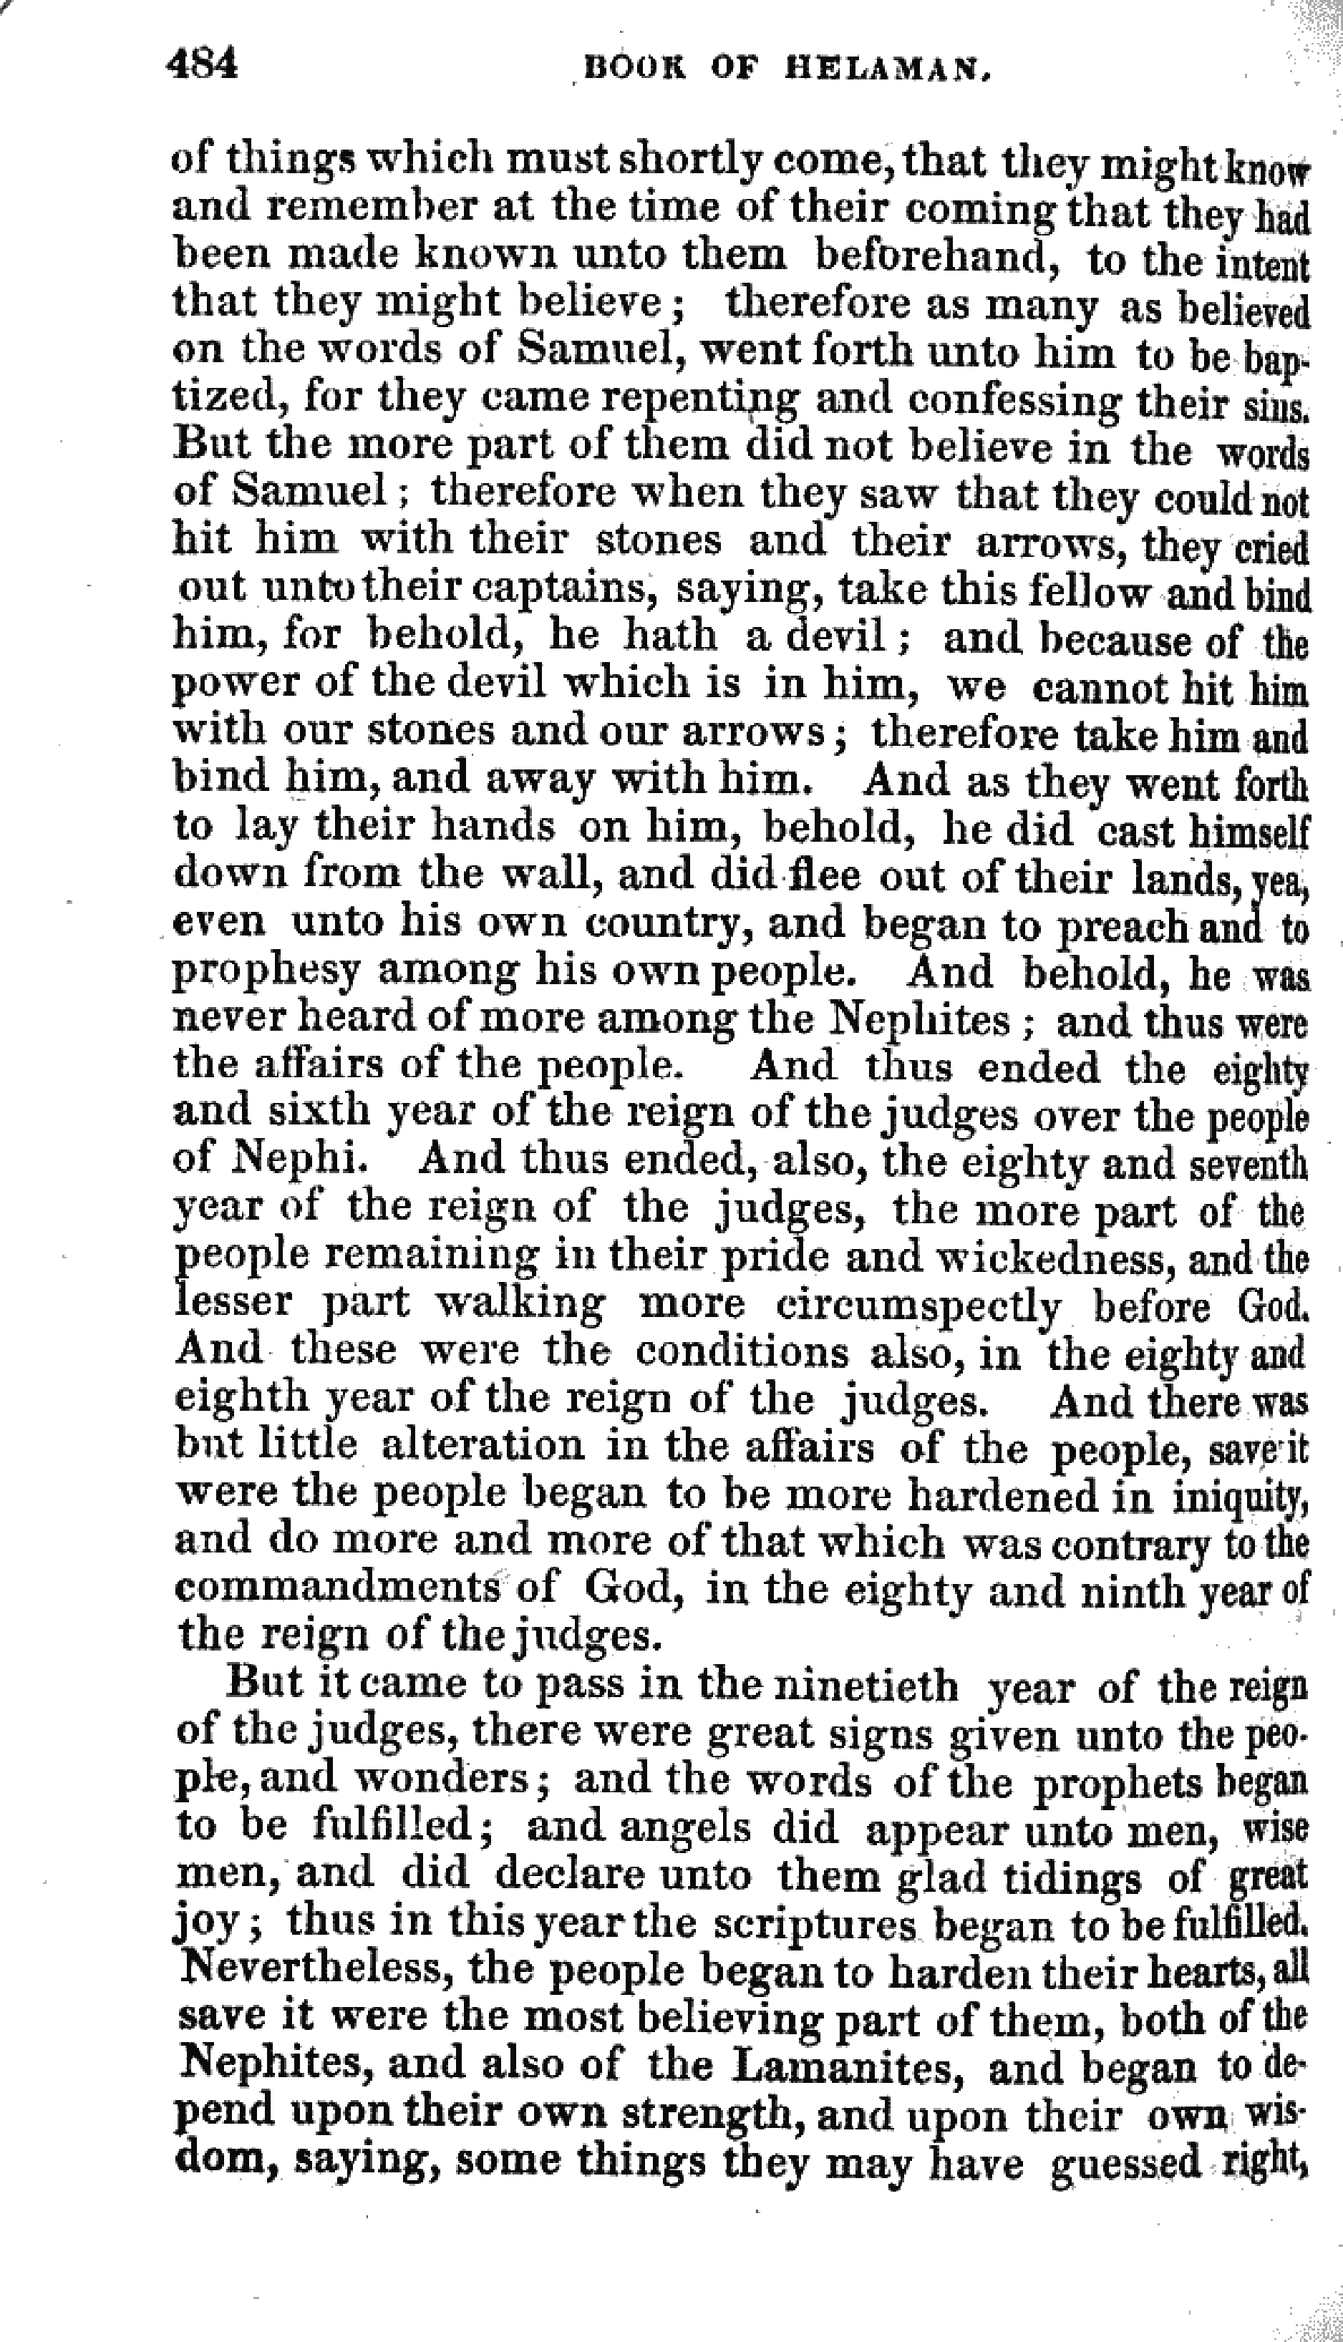 484 BOOK OF HELAMAN.
of things which must shortly come, that they might know
and remember at the time of their coming that they had
been made known unto them beforehand, to the intent
that they might believe; therefore as many as believed
on the words of Samuel, went forth unto him to be bap-
tized, for they came repenting and confessing their sins.
But the more part of them did not believe in the words
of Samuel; therefore when they saw that they could not
hit him with their stones and their arrows, they cried
out unto their captains, saying, take this fellow and bind
him, for behold, he hath a devil; and because of the
power of the devil which is in him, we cannot hit him
with our stones and our arrows; therefore take him and
bind him, and away with him. And as they went forth
to lay their hands on him, behold, he did cast himself
down from the wall, and did flee out of their lands, yea,
even unto his own country, and began to preach and to
prophesy among his own people. And behold, he was
never heard of more among the Nephites; and thus were
the affairs of the people. And thus ended the eighty
and sixth year of the reign of the judges over the people
of Nephi. And thus ended, also, the eighty and seventh
year of the reign of the judges, the more part of the
people remaining in their pride and wickedness, and the
lesser part walking more circumspectly before God.
And these were the conditions also, in the eighty and
eighth year of the reign of the judges. And there was
but little alteration in the affairs of the people, save it
were the people began to be more hardened in iniquity,
and do more and more of that which was contrary to the
commandments of God, in the eighty and ninth year of
the reign of the judges.
But it came to pass in the ninetieth year of the reign
of the judges, there were great signs given unto the peo-
ple, and wonders; and the words of the prophets began
to be fulfilled; and angels did appear unto men, wise
men, and did declare unto them glad tidings of great
joy; thus in this year the scriptures began to be fulfilled.
Nevertheless, the people began to harden their hearts, all
save it were the most believing part of them, both of the
Nephites, and also of the Lamanites, and began to de-
pend upon their own strength, and upon their own wis-
dom, saying, some things they may have guessed right,